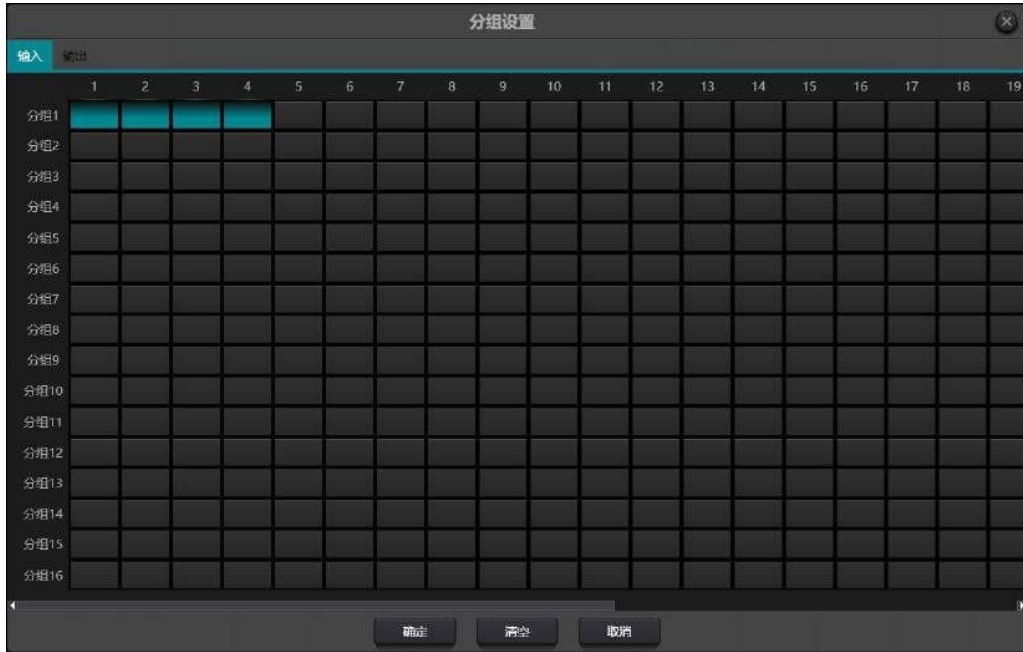 分组设置
输入 输出
1 2 3 4 5 6 7 8 9 10 11 12 13 14 15 16 17 18 19
分组1
分组2
分组3
分组4
分组5
分组6
分组7
分组8
分组9
分组10
分组11
分组12
分组13
分组14
分组15
分组16
确定 清空 取消